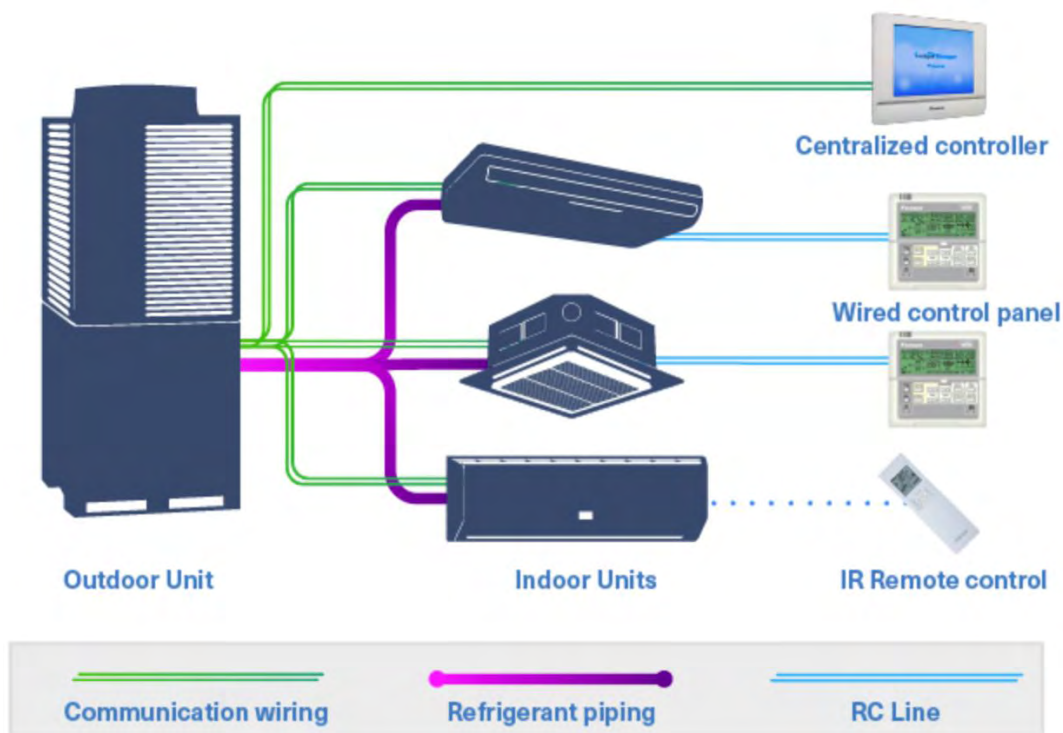 Centralized controller
Wired control panel
Outdoor Unit
Indoor Units
IR Remote control
Communication wiring
Refrigerant piping
RC Line